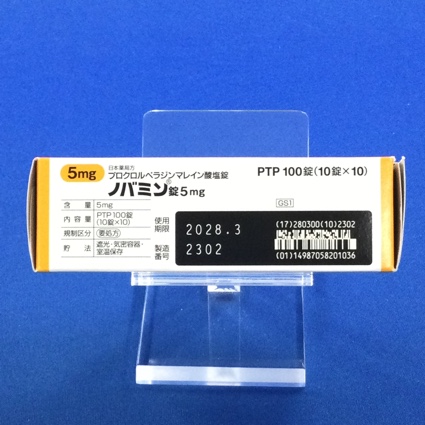 5mg
日本薬局方
プロクロルペラジンマレイン酸塩錠
ノバミン®錠5mg
PTP 100錠(10錠×10)
含 量 5mg
内容量 PTP 100錠
(10錠×10)
規制区分 要処方
貯 法 遮光・気密容器・
室温保存
GS1
使用
期限 2028.3
製造
番号 2302
(17)280300(10)2302
(01)14987058201036